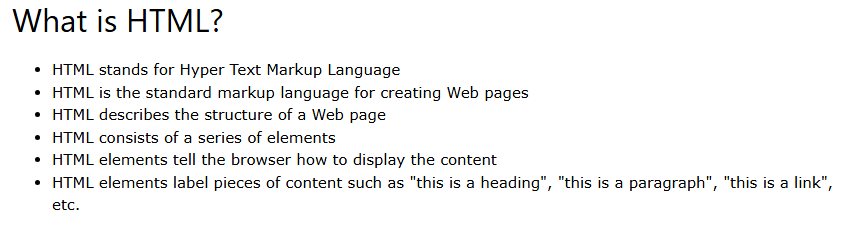 What is HTML?
• HTML stands for Hyper Text Markup Language
• HTML is the standard markup language for creating Web pages
• HTML describes the structure of a Web page
• HTML consists of a series of elements
• HTML elements tell the browser how to display the content
• HTML elements label pieces of content such as "this is a heading", "this is a paragraph", "this is a link",
etc.